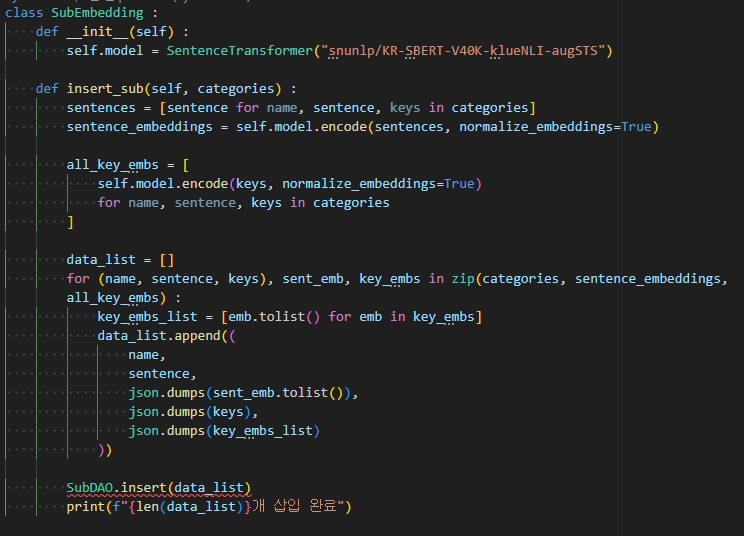 class SubEmbedding :
    def __init__(self) :
        self.model = SentenceTransformer("snunlp/KR-SBERT-V40K-klueNLI-augSTS")

    def insert_sub(self, categories) :
        sentences = [sentence for name, sentence, keys in categories]
        sentence_embeddings = self.model.encode(sentences, normalize_embeddings=True)

        all_key_embs = [
            self.model.encode(keys, normalize_embeddings=True)
            for name, sentence, keys in categories
        ]

        data_list = []
        for (name, sentence, keys), sent_emb, key_embs in zip(categories, sentence_embeddings,
        all_key_embs) :
            key_embs_list = [emb.tolist() for emb in key_embs]
            data_list.append((
                name,
                sentence,
                json.dumps(sent_emb.tolist()),
                json.dumps(keys),
                json.dumps(key_embs_list)
            ))

        SubDAO.insert(data_list)
        print(f"{len(data_list)}개 삽입 완료")